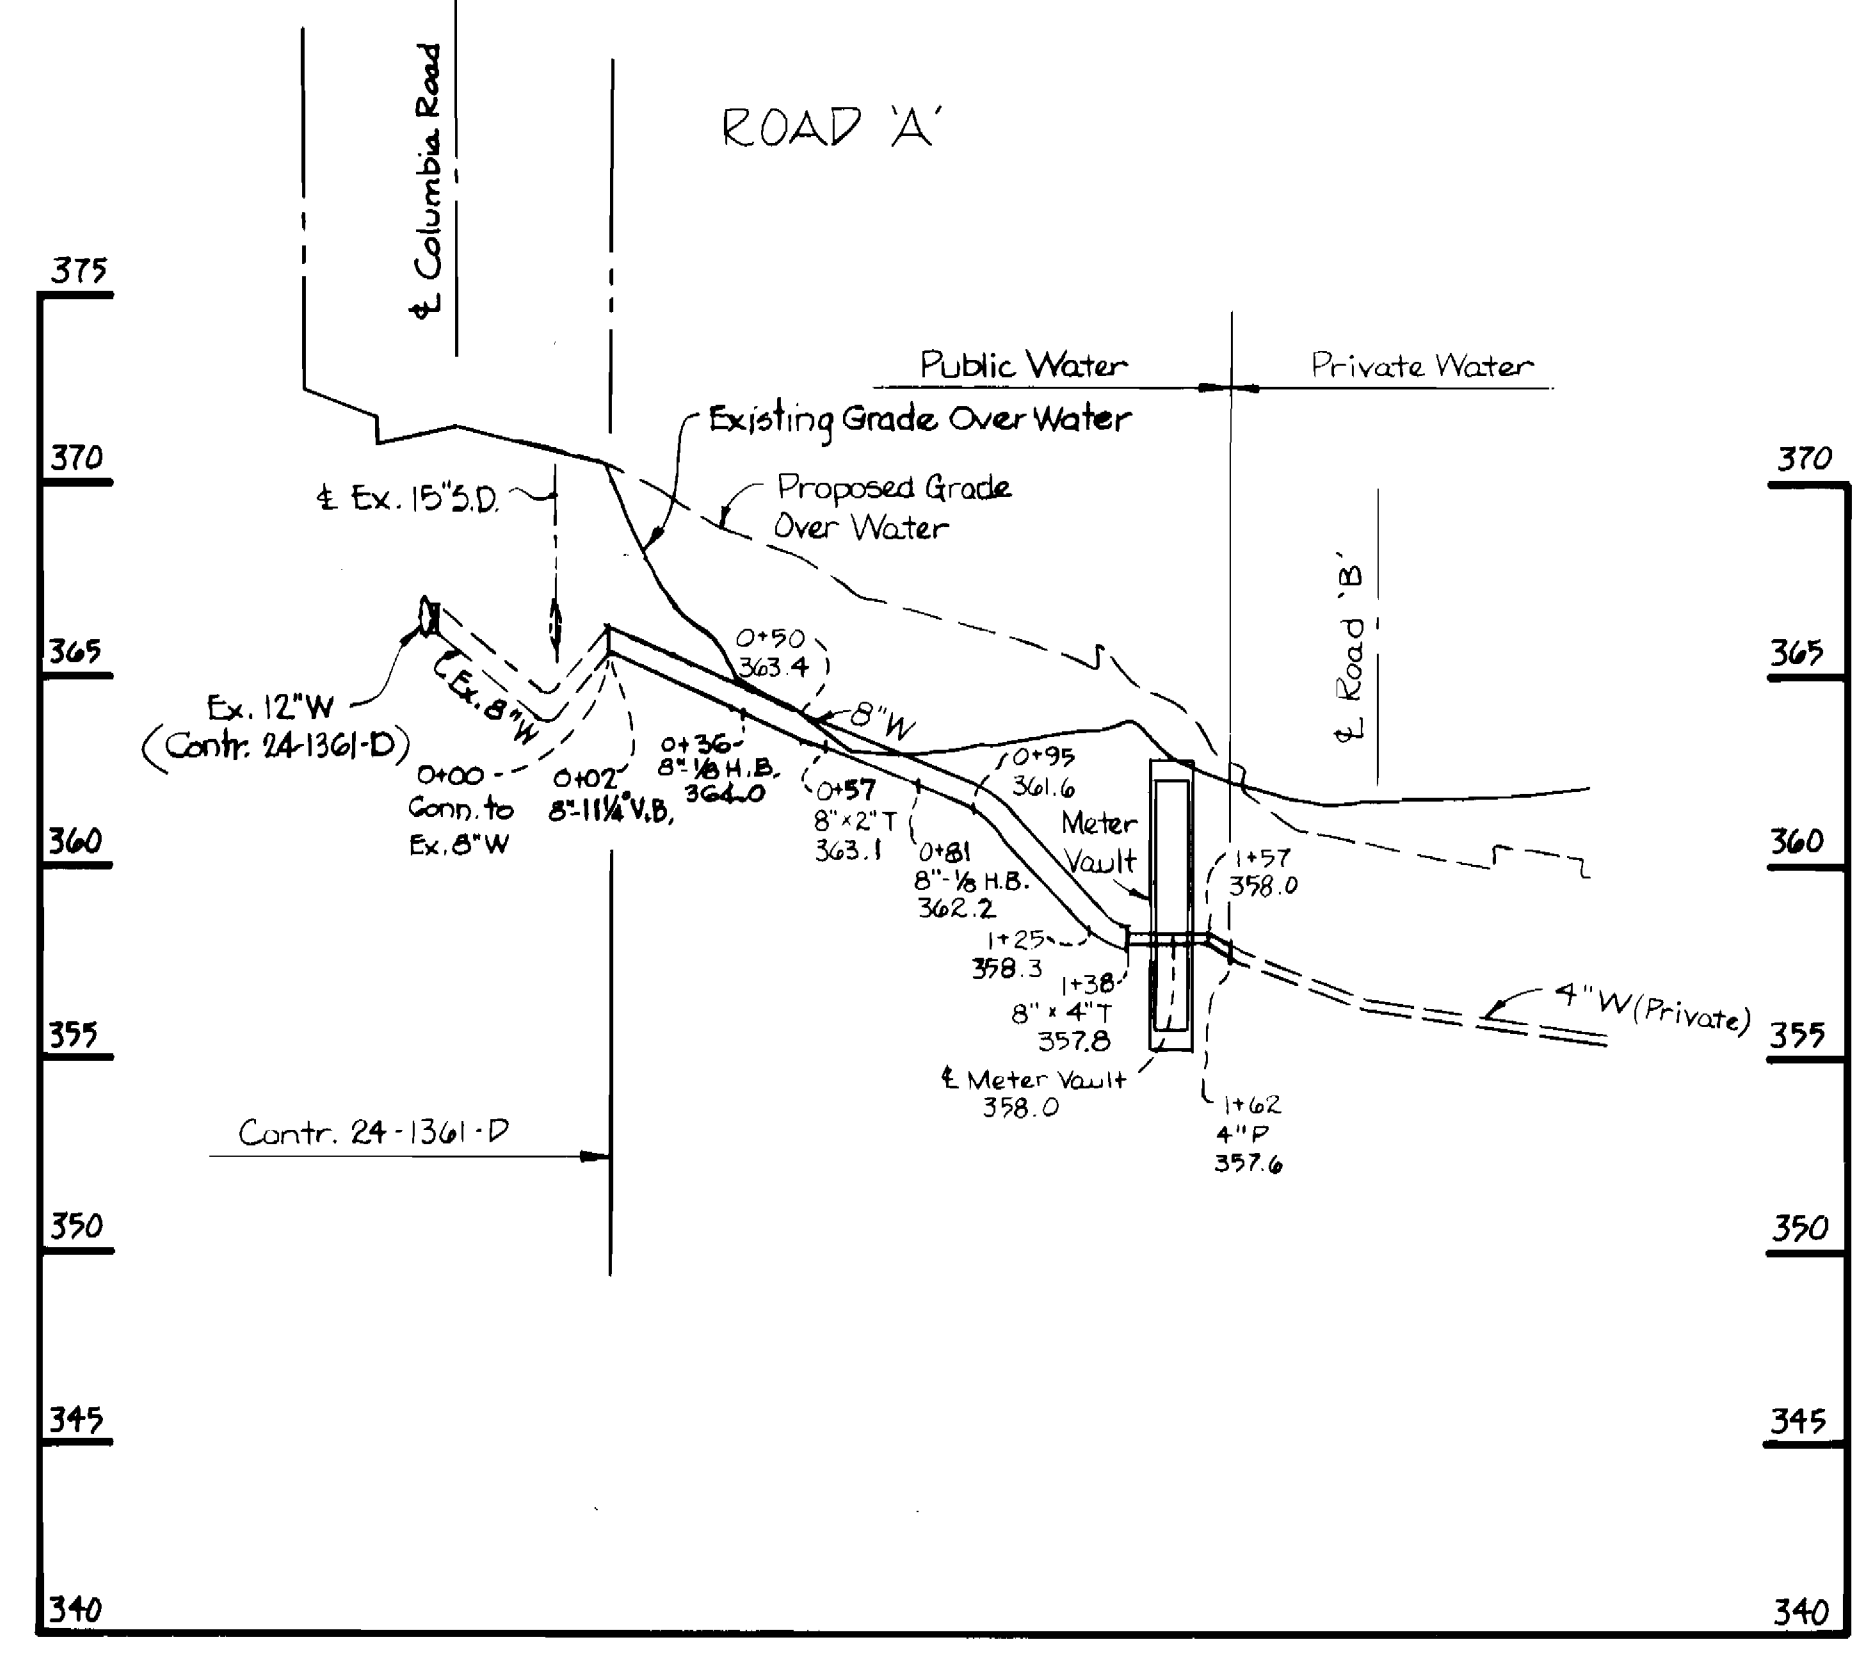 ROAD 'A'
℄ Columbia Road
375
Public Water
Private Water
Existing Grade Over Water
370
370
℄ Ex. 15" S.D.
Proposed Grade
Over Water
℄ Road 'B'
365
365
0+50
363.4
Ex. 12" W
(Contr. 24-1361-D)
Ex. 8" W
8" W
0+00
Conn. to
Ex. 8" W
0+02
8"-11¼° V.B.
0+36
8"-⅛ H.B.
364.0
0+57
8" × 2" T
363.1
0+81
8"-⅛ H.B.
362.2
0+95
361.6
Meter
Vault
360
360
1+57
358.0
1+25
358.3
1+38
8" × 4" T
357.8
4" W (Private)
355
355
℄ Meter Vault
358.0
1+62
4" P
357.6
Contr. 24-1361-D
350
350
345
345
340
340